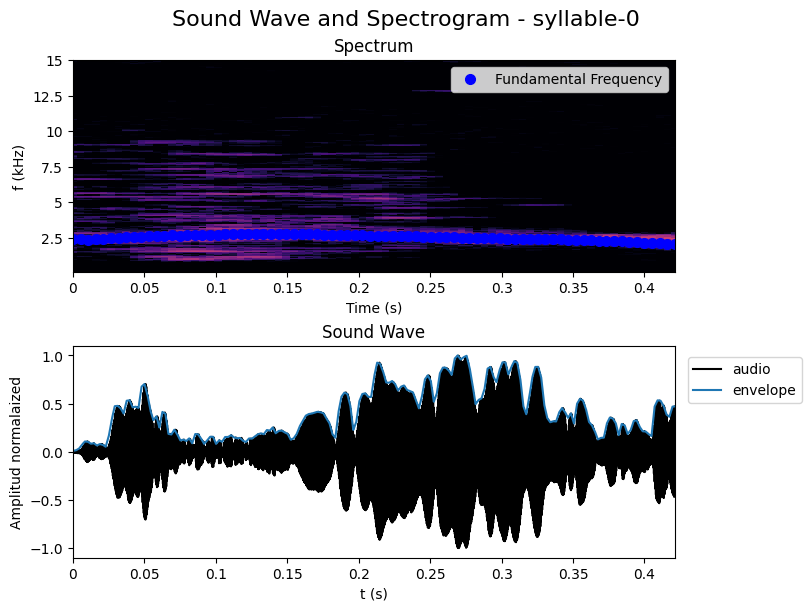 Sound Wave and Spectrogram - syllable-0
Spectrum
15
12.5
10
7.5
5
2.5
f (kHz)
Fundamental Frequency
0 0.05 0.1 0.15 0.2 0.25 0.3 0.35 0.4
Time (s)
Sound Wave
1.0
0.5
0.0
−0.5
−1.0
Amplitud normalaized
audio
envelope
0 0.05 0.1 0.15 0.2 0.25 0.3 0.35 0.4
t (s)